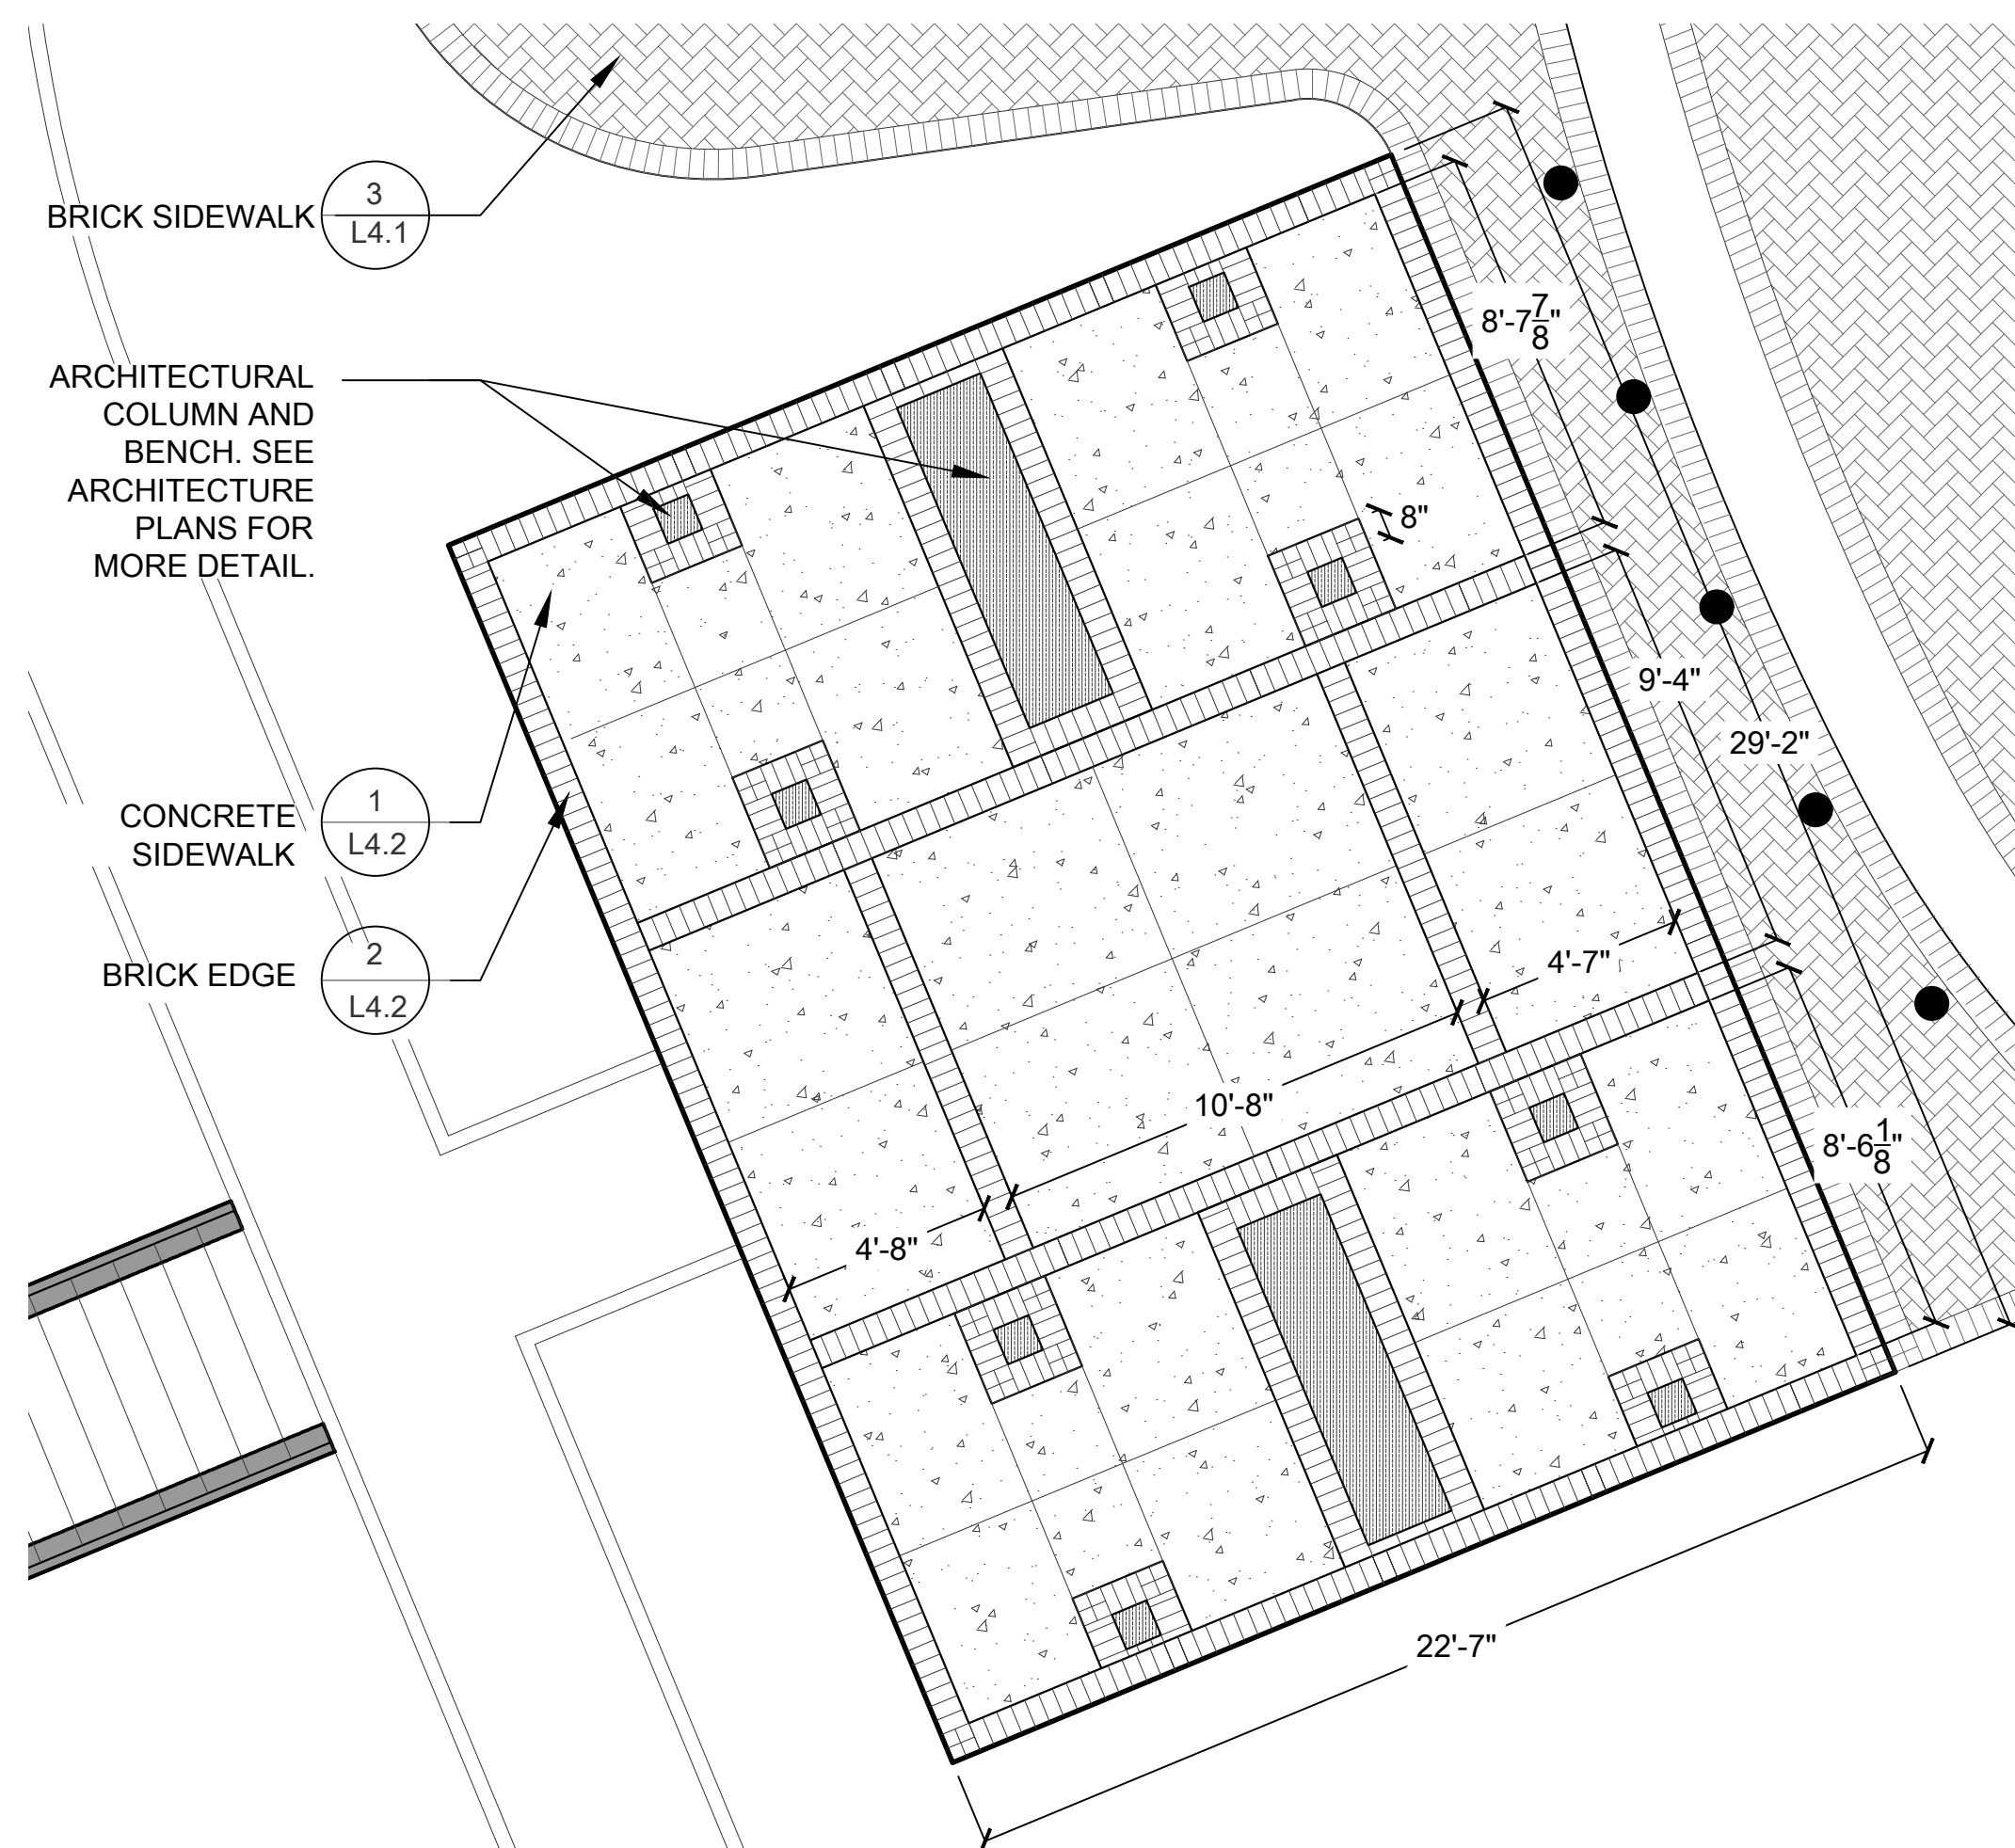 BRICK SIDEWALK
3
L4.1
ARCHITECTURAL
COLUMN AND
BENCH. SEE
ARCHITECTURE
PLANS FOR
MORE DETAIL.
CONCRETE
SIDEWALK
1
L4.2
BRICK EDGE
2
L4.2
8'-7 7/8"
8"
9'-4"
29'-2"
4'-7"
10'-8"
8'-6 1/8"
4'-8"
22'-7"